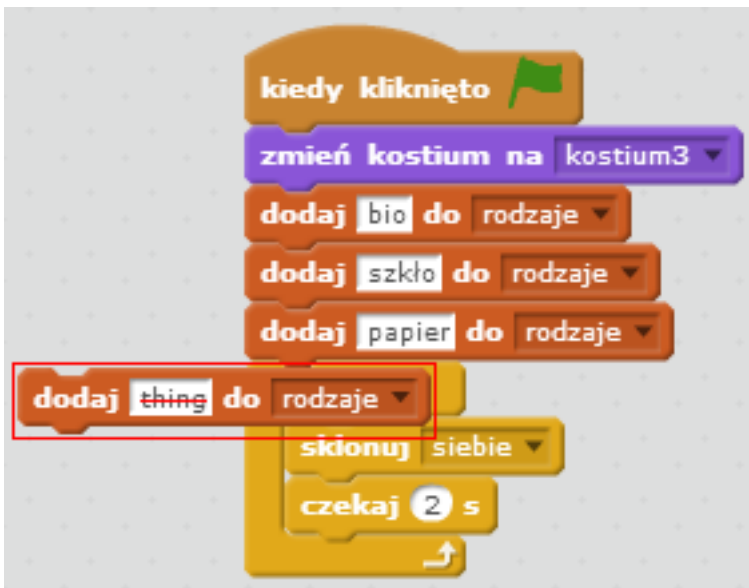 kiedy kliknięto
zmień kostium na kostium3
dodaj bio do rodzaje
dodaj szkło do rodzaje
dodaj papier do rodzaje
dodaj thing do rodzaje
sklonuj siebie
czekaj 2 s